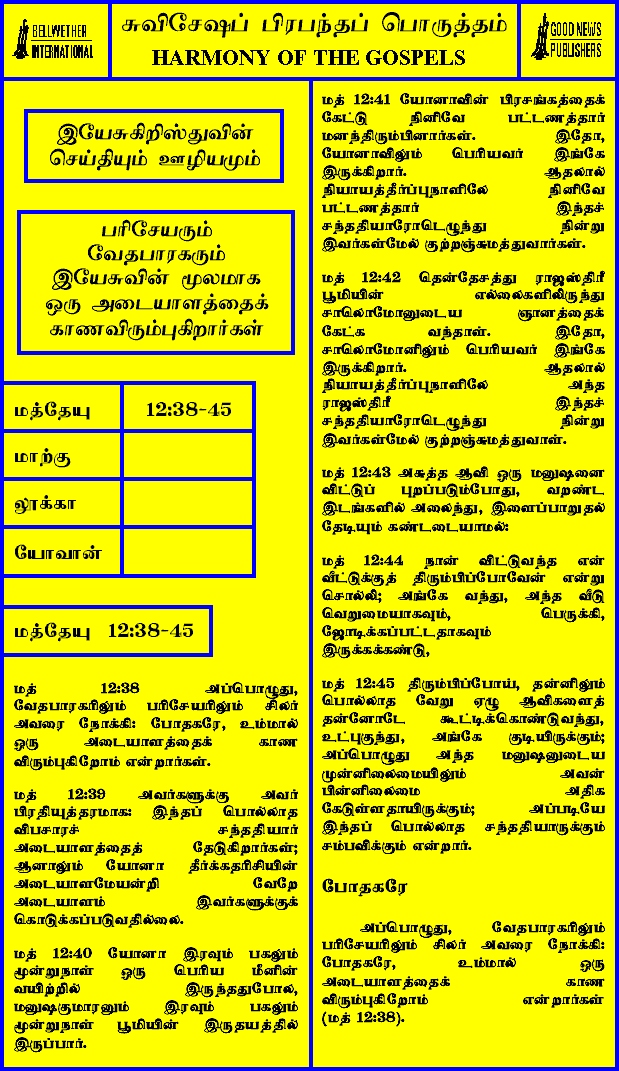 BELLWETHER
INTERNATIONAL
சுவிசேஷப் பிரபந்தப் பொருத்தம்
HARMONY OF THE GOSPELS
GOOD NEWS
PUBLISHERS
இயேசுகிறிஸ்துவின்
செய்தியும் ஊழியமும்
பரிசேயரும்
வேதபாரகரும்
இயேசுவின் மூலமாக
ஒரு அடையாளத்தைக்
காணவிரும்புகிறார்கள்
மத்தேயு 12:38-45
மாற்கு
லூக்கா
யோவான்
மத்தேயு 12:38-45
மத் 12:38 அப்பொழுது,
வேதபாரகரிலும் பரிசேயரிலும் சிலர்
அவரை நோக்கி: போதகரே, உம்மால்
ஒரு அடையாளத்தைக் காண
விரும்புகிறோம் என்றார்கள்.
மத் 12:39 அவர்களுக்கு அவர்
பிரதியுத்தரமாக: இந்தப் பொல்லாத
விபசாரச் சந்ததியார்
அடையாளத்தைத் தேடுகிறார்கள்;
ஆனாலும் யோனா தீர்க்கதரிசியின்
அடையாளமேயன்றி வேறே
அடையாளம் இவர்களுக்குக்
கொடுக்கப்படுவதில்லை.
மத் 12:40 யோனா இரவும் பகலும்
மூன்றுநாள் ஒரு பெரிய மீனின்
வயிற்றில் இருந்ததுபோல,
மனுஷகுமாரனும் இரவும் பகலும்
மூன்றுநாள் பூமியின் இருதயத்தில்
இருப்பார்.
மத் 12:41 யோனாவின் பிரசங்கத்தைக்
கேட்டு நினிவே பட்டணத்தார்
மனந்திரும்பினார்கள். இதோ,
யோனாவிலும் பெரியவர் இங்கே
இருக்கிறார். ஆதலால்
நியாயத்தீர்ப்புநாளிலே நினிவே
பட்டணத்தார் இந்தச்
சந்ததியாரோடெழுந்து நின்று
இவர்கள்மேல் குற்றஞ்சுமத்துவார்கள்.
மத் 12:42 தென்தேசத்து ராஜஸ்திரீ
பூமியின் எல்லைகளிலிருந்து
சாலொமோனுடைய ஞானத்தைக்
கேட்க வந்தாள். இதோ,
சாலொமோனிலும் பெரியவர் இங்கே
இருக்கிறார். ஆதலால்
நியாயத்தீர்ப்புநாளிலே அந்த
ராஜஸ்திரீ இந்தச்
சந்ததியாரோடெழுந்து நின்று
இவர்கள்மேல் குற்றஞ்சுமத்துவாள்.
மத் 12:43 அசுத்த ஆவி ஒரு மனுஷனை
விட்டுப் புறப்படும்போது, வறண்ட
இடங்களில் அலைந்து, இளைப்பாறுதல்
தேடியும் கண்டடையாமல்:
மத் 12:44 நான் விட்டுவந்த என்
வீட்டுக்குத் திரும்பிப்போவேன் என்று
சொல்லி; அங்கே வந்து, அந்த வீடு
வெறுமையாகவும், பெருக்கி,
ஜோடிக்கப்பட்டதாகவும்
இருக்கக்கண்டு,
மத் 12:45 திரும்பிப்போய், தன்னிலும்
பொல்லாத வேறு ஏழு ஆவிகளைத்
தன்னோடே கூட்டிக்கொண்டுவந்து,
உட்புகுந்து, அங்கே குடியிருக்கும்;
அப்பொழுது அந்த மனுஷனுடைய
முன்னிலைமையிலும் அவன்
பின்னிலைமை அதிக
கேடுள்ளதாயிருக்கும்; அப்படியே
இந்தப் பொல்லாத சந்ததியாருக்கும்
சம்பவிக்கும் என்றார்.
போதகரே
அப்பொழுது, வேதபாரகரிலும்
பரிசேயரிலும் சிலர் அவரை நோக்கி:
போதகரே, உம்மால் ஒரு
அடையாளத்தைக் காண
விரும்புகிறோம் என்றார்கள்
(மத் 12:38).